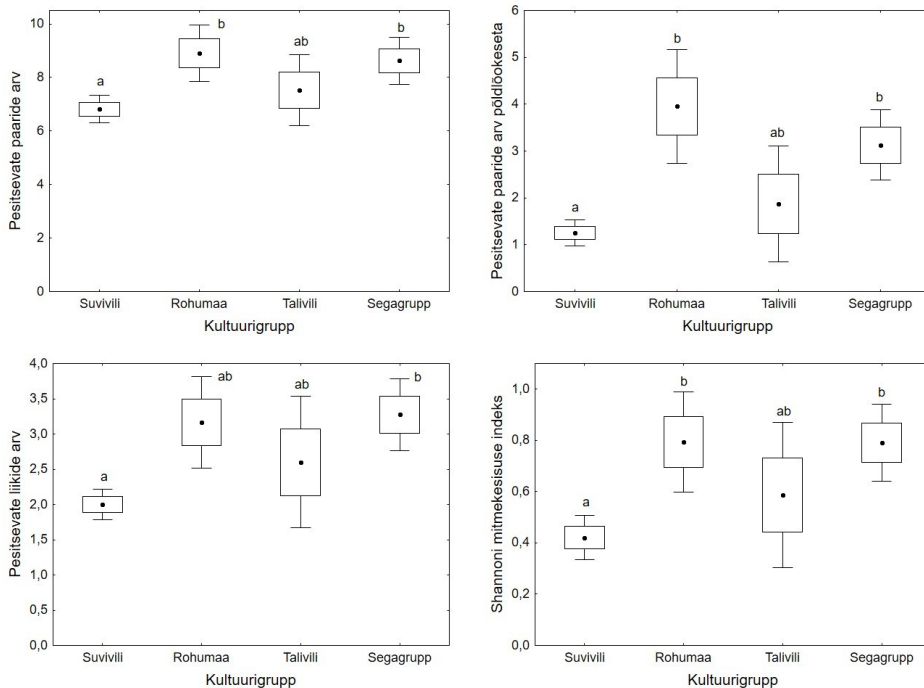 Pesitsevate paaride arv
10
8
6
4
2
0
a
b
ab
b
Suvivili Rohumaa Talivili Segagrupp
Kultuurigrupp
Pesitsevate paaride arv põldlõokeseta
6
5
4
3
2
1
0
a
b
ab
b
Suvivili Rohumaa Talivili Segagrupp
Kultuurigrupp
Pesitsevate liikide arv
4,0
3,5
3,0
2,5
2,0
1,5
1,0
0,5
0,0
a
ab
ab
b
Suvivili Rohumaa Talivili Segagrupp
Kultuurigrupp
Shannoni mitmekesisuse indeks
1,0
0,8
0,6
0,4
0,2
0,0
a
b
ab
b
Suvivili Rohumaa Talivili Segagrupp
Kultuurigrupp